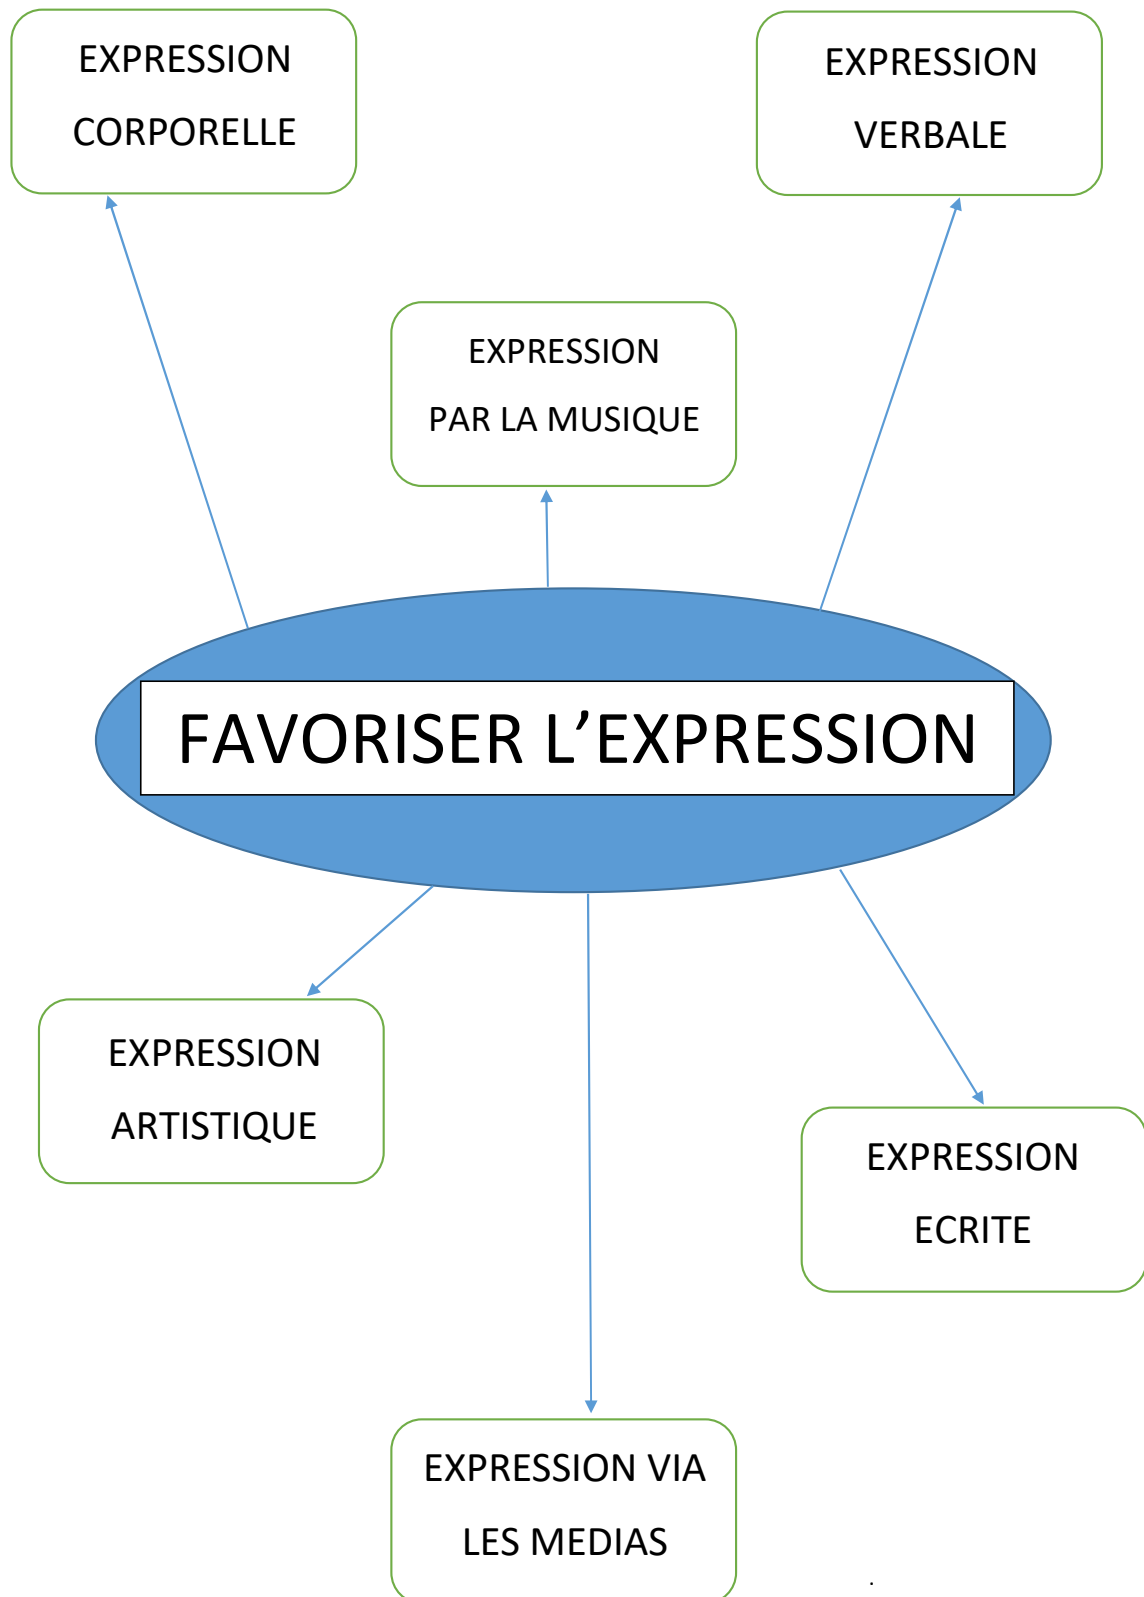 EXPRESSION
CORPORELLE
EXPRESSION
VERBALE
EXPRESSION
PAR LA MUSIQUE
FAVORISER L’EXPRESSION
EXPRESSION
ARTISTIQUE
EXPRESSION
ECRITE
EXPRESSION VIA
LES MEDIAS
.